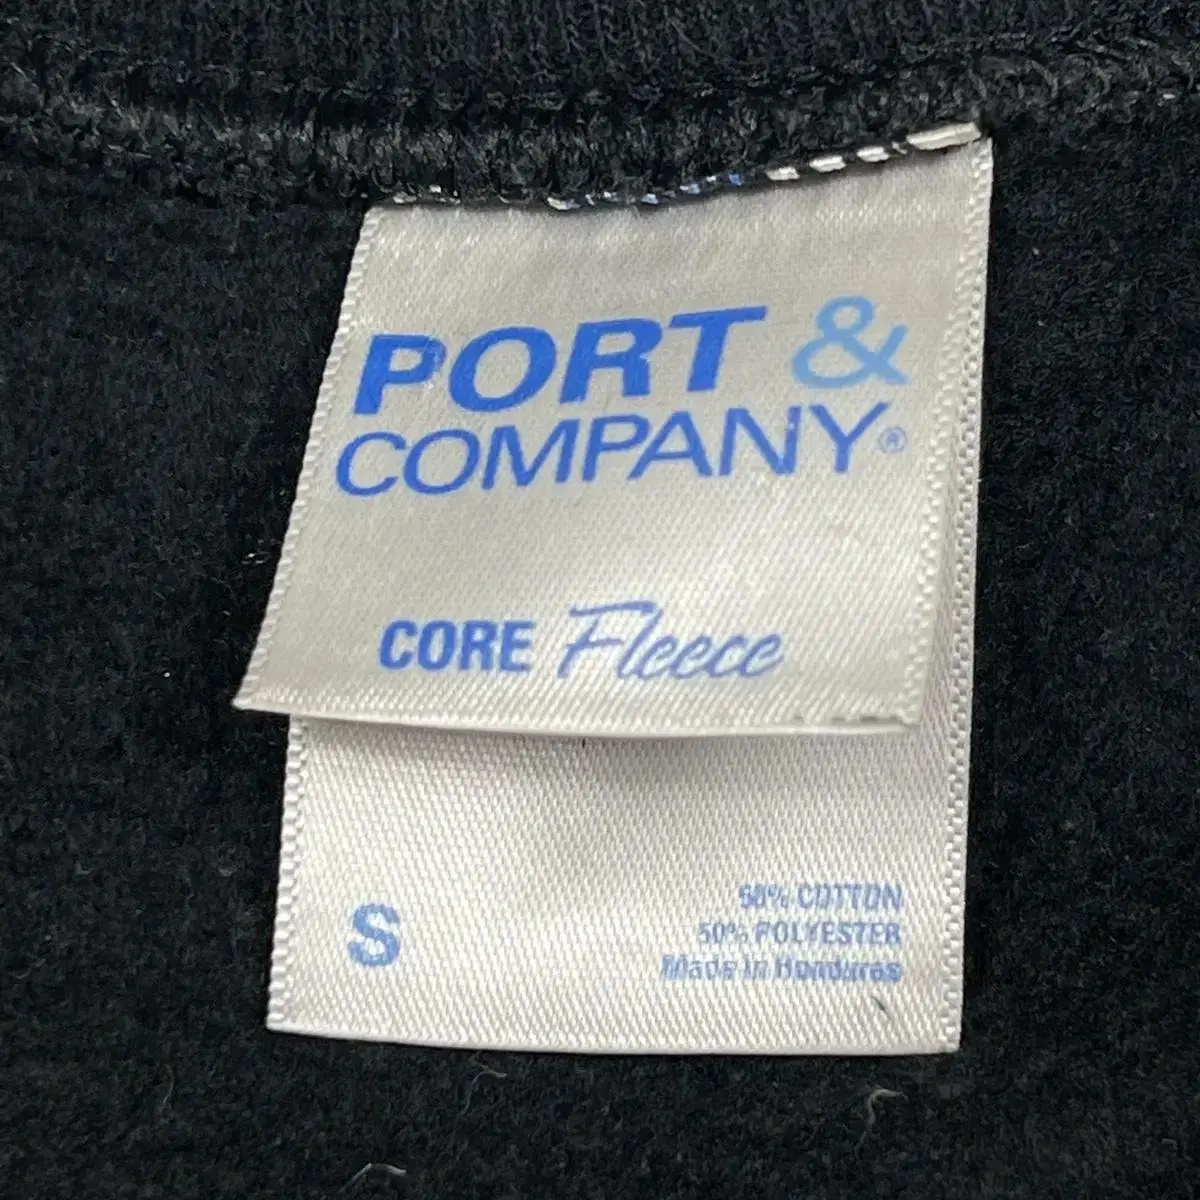 PORT &
COMPANY®
CORE Fleece
S
50% COTTON
50% POLYESTER
Made in Honduras